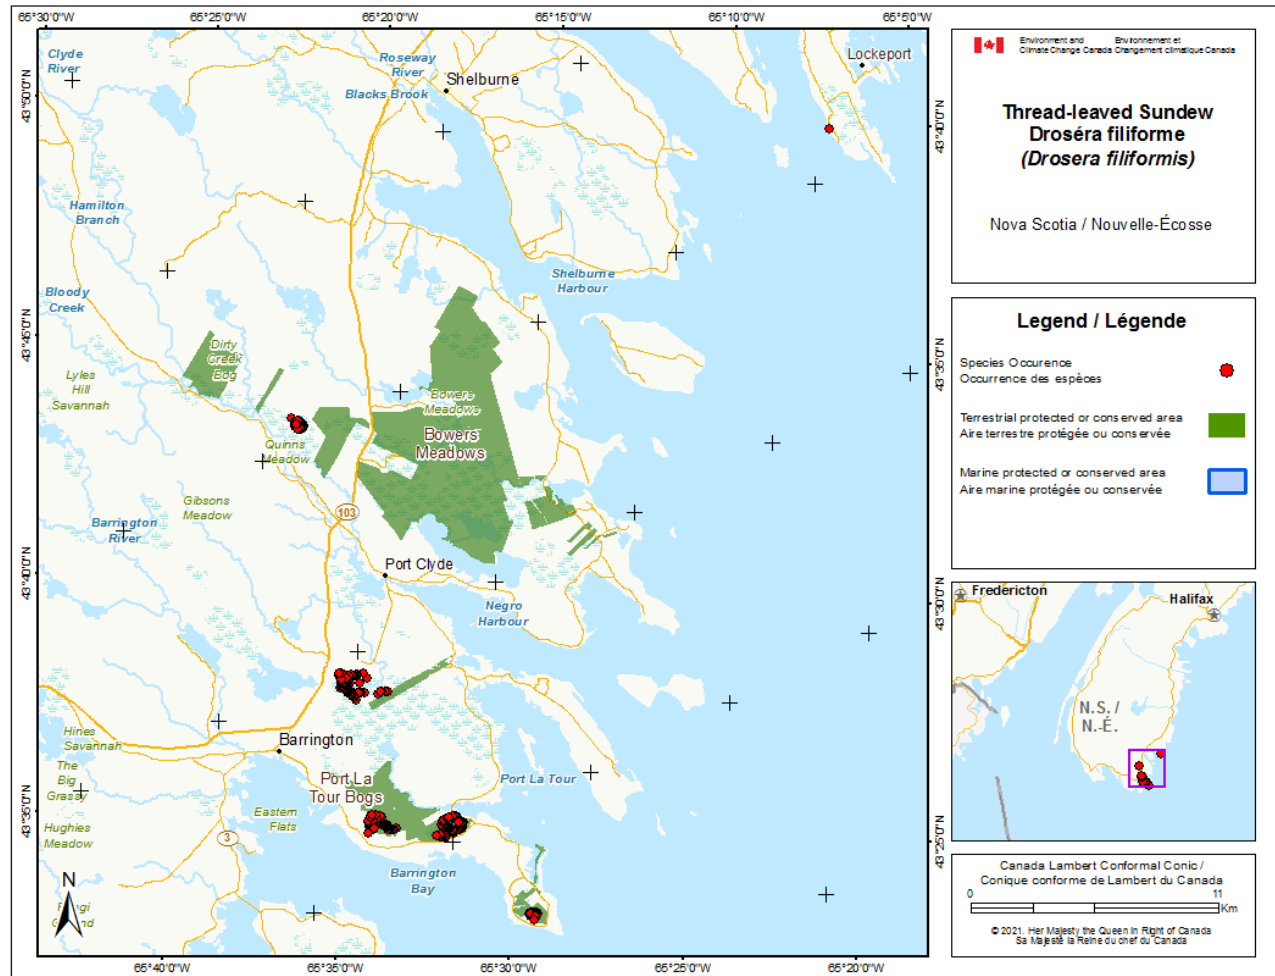 65°30'0"W 65°25'0"W 65°20'0"W 65°15'0"W 65°10'0"W 65°5'0"W
Clyde
River
Roseway
River
Blacks Brook
Shelburne
Lockeport
43°50'0"N
43°40'0"N
Hamilton
Branch
Shelburne
Harbour
Bloody
Creek
43°45'0"N
43°35'0"N
Dirty
Creek
Bog
Lyles
Hill
Savannah
Bowers
Meadows
Bowers
Meadows
Quinns
Meadow
Gibsons
Meadow
Barrington
River
103
Port Clyde
43°40'0"N
43°30'0"N
Negro
Harbour
Hines
Savannah
Barrington
The
Big
Grassy
Port La
Tour Bogs
Port La Tour
Eastern
Flats
Hughies
Meadow
3
43°35'0"N
43°25'0"N
Barrington
Bay
N
65°40'0"W 65°35'0"W 65°30'0"W 65°25'0"W 65°20'0"W
Environment and Environnement et
Climate Change Canada Changement climatique Canada
Thread-leaved Sundew
Droséra filiforme
(Drosera filiformis)
Nova Scotia / Nouvelle-Écosse
Legend / Légende
Species Occurence
Occurrence des espèces
Terrestrial protected or conserved area
Aire terrestre protégée ou conservée
Marine protected or conserved area
Aire marine protégée ou conservée
Fredericton
Halifax
N.S. /
N.-É.
Canada Lambert Conformal Conic /
Conique conforme de Lambert du Canada
0 11
Km
© 2021. Her Majesty the Queen in Right of Canada
Sa Majesté la Reine du chef du Canada